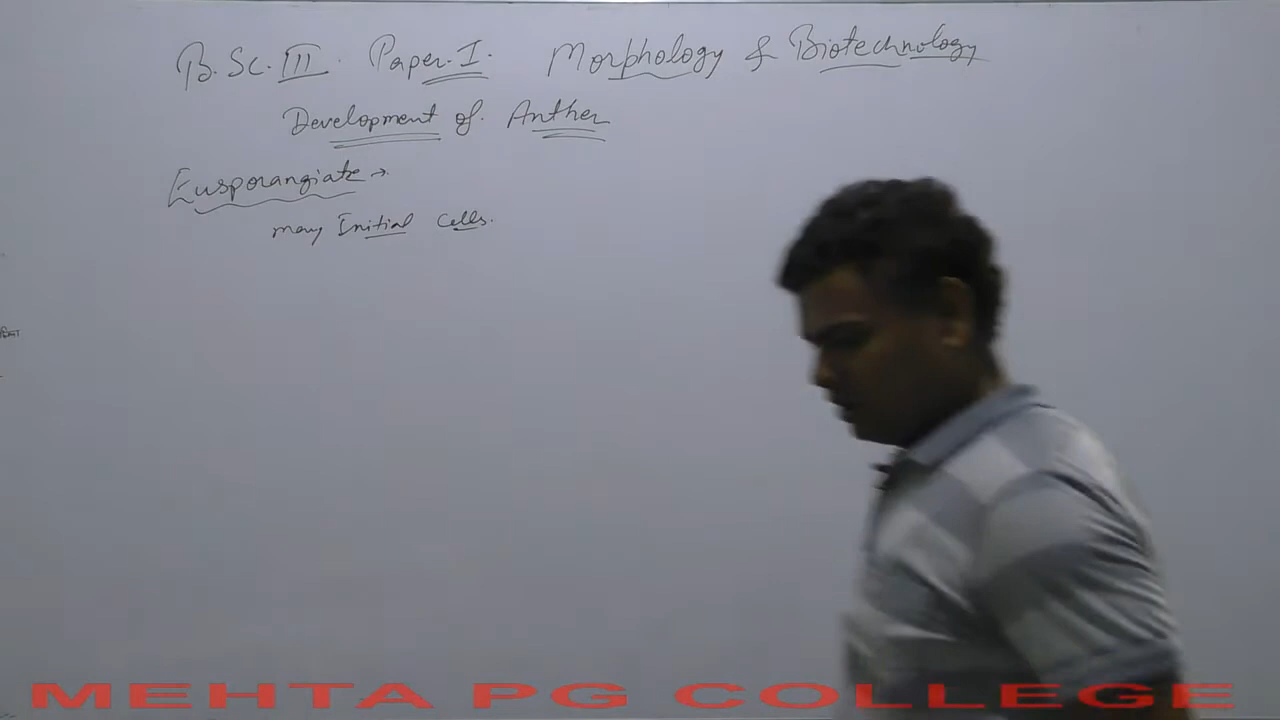 B.Sc. III. Paper-I. Morphology & Biotechnology
Development of Anther
Eusporangiate →
many Initial Cells.
MEHTA PG COLLEGE